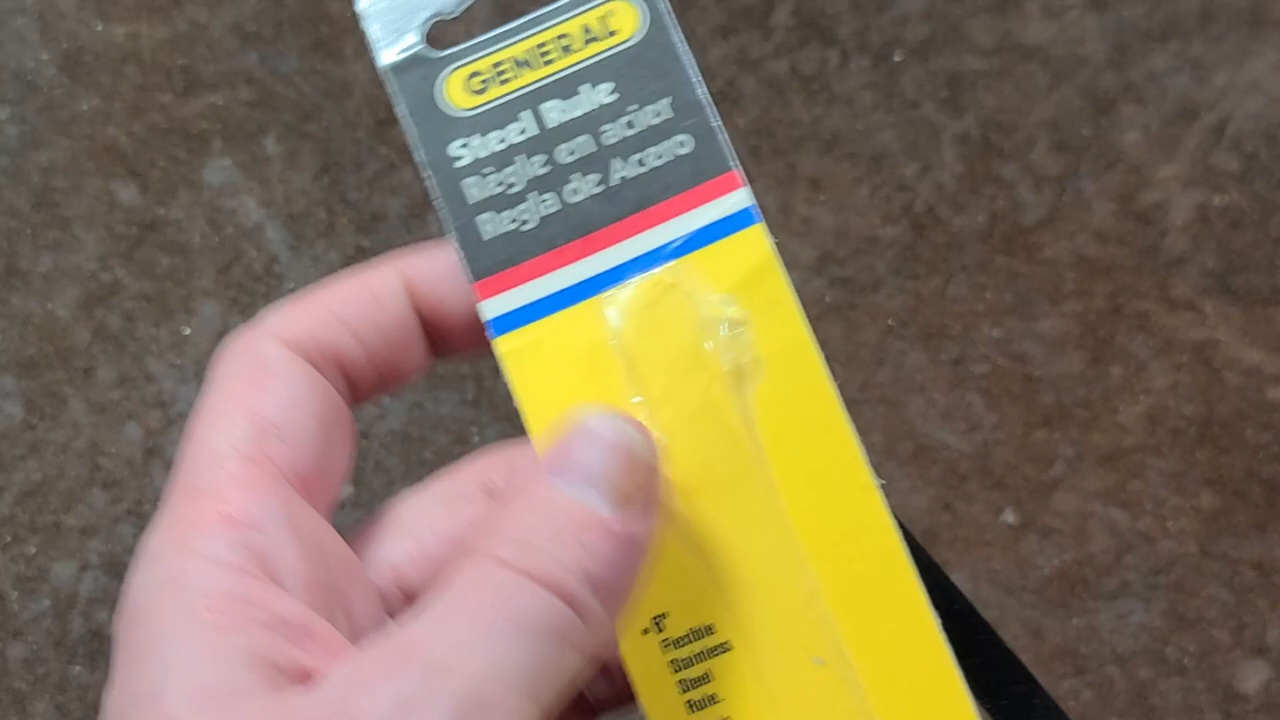 GENERAL
Steel Rule
Règle en acier
Regla de Acero
Flexible
Stainless
Steel
Rule.